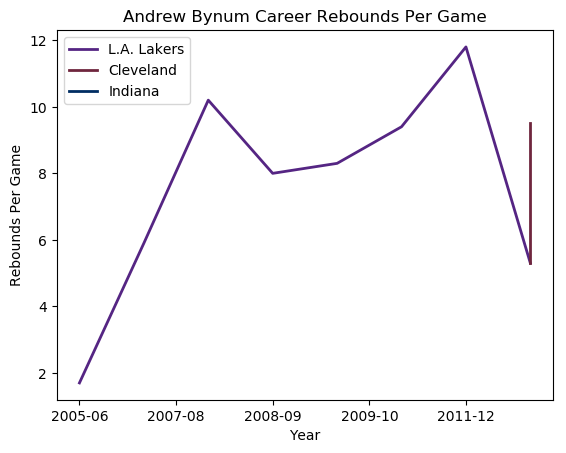 Andrew Bynum Career Rebounds Per Game
12
10
8
6
4
2
Rebounds Per Game
L.A. Lakers
Cleveland
Indiana
2005-06 2007-08 2008-09 2009-10 2011-12
Year